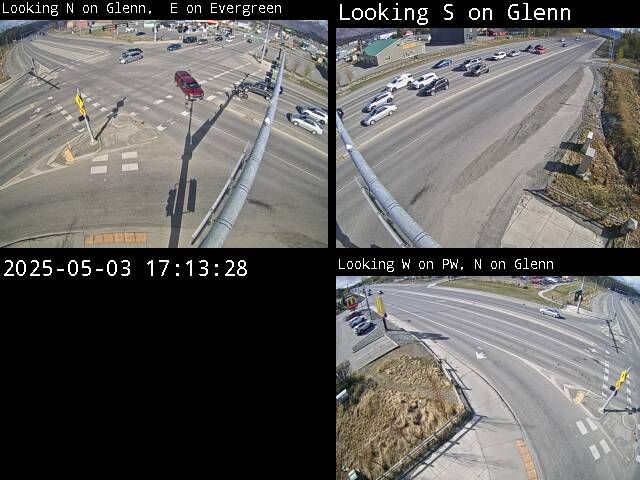 Looking N on Glenn,  E on Evergreen
Looking S on Glenn
2025-05-03 17:13:28
Looking W on PW, N on Glenn